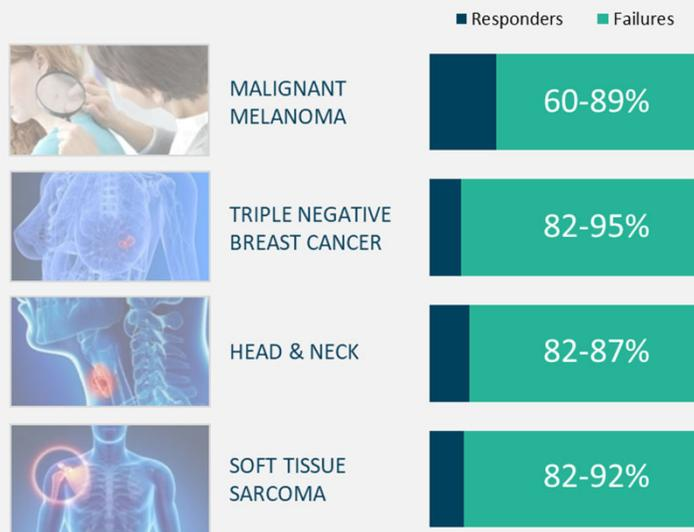 Responders Failures
MALIGNANT
MELANOMA
60-89%
TRIPLE NEGATIVE
BREAST CANCER
82-95%
HEAD & NECK
82-87%
SOFT TISSUE
SARCOMA
82-92%